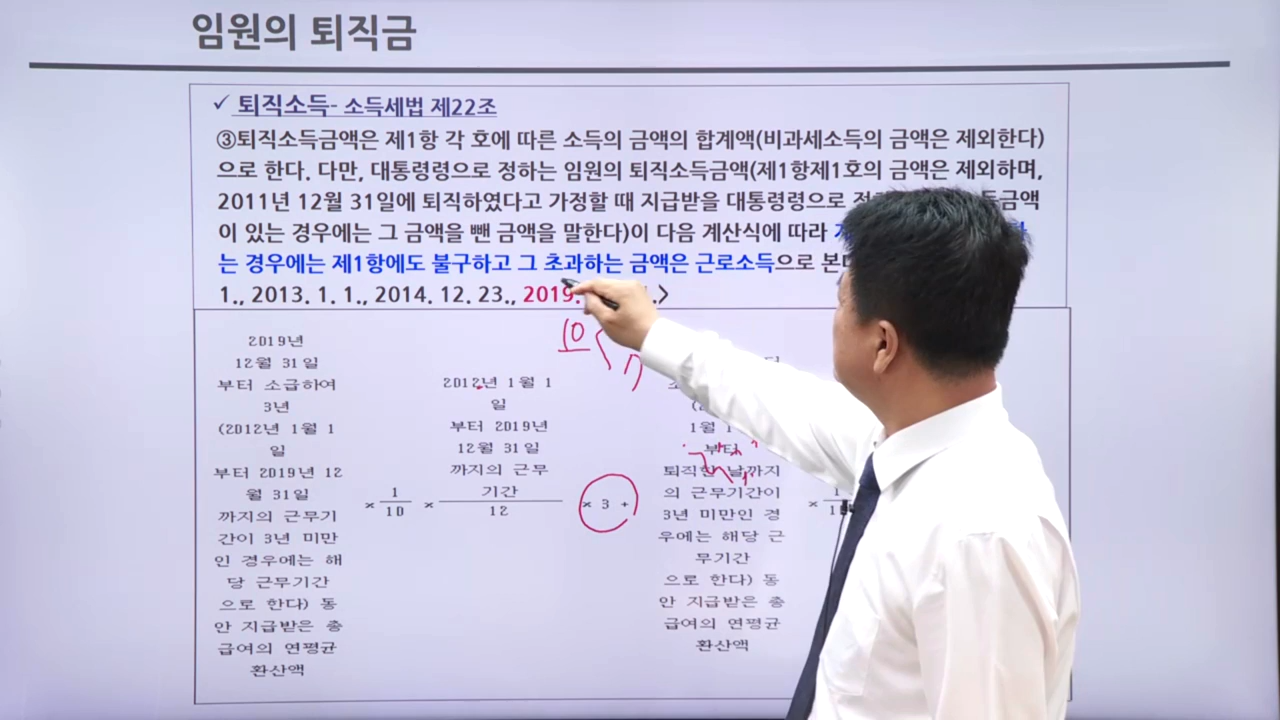 임원의 퇴직금
✓ 퇴직소득- 소득세법 제22조
③퇴직소득금액은 제1항 각 호에 따른 소득의 금액의 합계액(비과세소득의 금액은 제외한다)
으로 한다. 다만, 대통령령으로 정하는 임원의 퇴직소득금액(제1항제1호의 금액은 제외하며,
2011년 12월 31일에 퇴직하였다고 가정할 때 지급받을 대통령령으로
이 있는 경우에는 그 금액을 뺀 금액을 말한다)이 다음 계산식에 따라
는 경우에는 제1항에도 불구하고 그 초과하는 금액은 근로소득으로
1., 2013. 1. 1., 2014. 12. 23., 2019.
10
2019년
12월 31일
부터 소급하여
3년
(2012년 1월 1
일
부터 2019년 12
월 31일
까지의 근무기
간이 3년 미만
인 경우에는 해
당 근무기간
으로 한다) 동
안 지급받은 총
급여의 연평균
환산액
× 1/10 ×
2012년 1월 1
일
부터 2019년
12월 31일
까지의 근무
기간
12
× 3 +
1월
부터
퇴직한 날까지
의 근무기간이
3년 미만인 경
우에는 해당 근
무기간
으로 한다) 동
안 지급받은 총
급여의 연평균
환산액
×